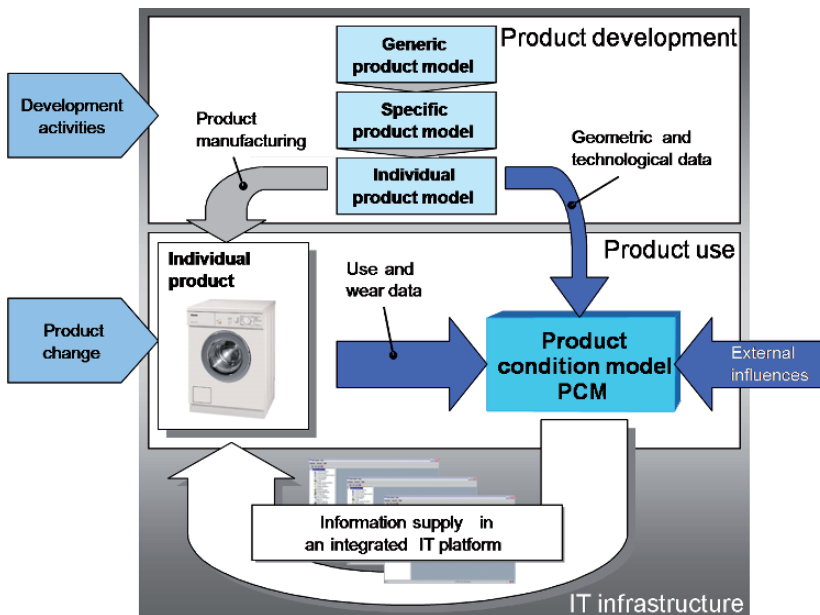 Generic
product model
Product development
Development
activities
Specific
product model
Product
manufacturing
Geometric and
technological data
Individual
product model
Product use
Individual
product
Use and
wear data
Product
change
Product
condition model
PCM
External
influences
Information supply in
an integrated IT platform
IT infrastructure